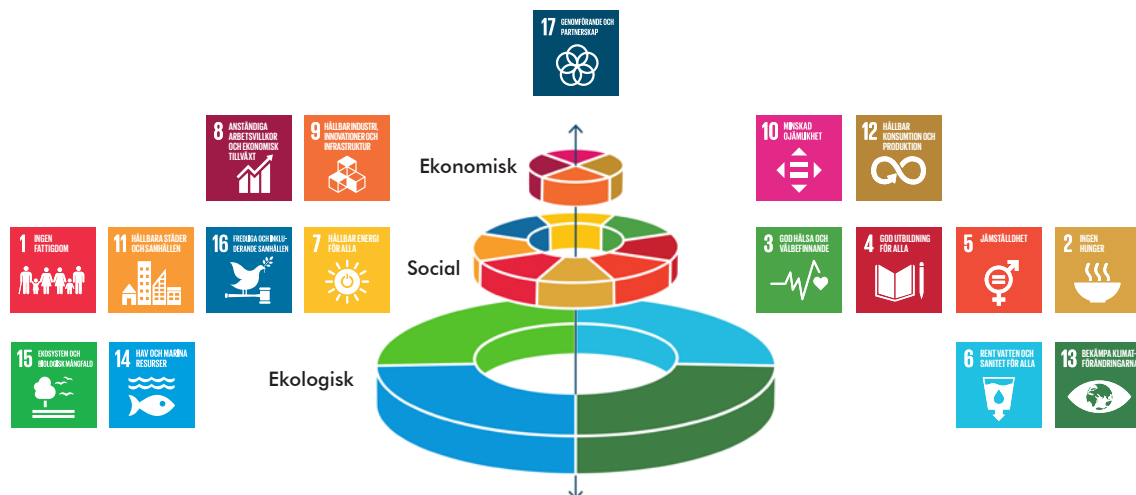 17 GENOMFÖRANDE OCH
PARTNERSKAP
8 ANSTÄNDIGA
ARBETSVILLKOR
OCH EKONOMISK
TILLVÄXT
9 HÅLLBAR INDUSTRI,
INNOVATIONER OCH
INFRASTRUKTUR
Ekonomisk
10 MINSKAD
OJÄMLIKHET
12 HÅLLBAR
KONSUMTION OCH
PRODUKTION
1 INGEN
FATTIGDOM
11 HÅLLBARA STÄDER
OCH SAMHÄLLEN
16 FREDLIGA OCH INKLU-
DERANDE SAMHÄLLEN
7 HÅLLBAR ENERGI
FÖR ALLA
Social
3 GOD HÄLSA OCH
VÄLBEFINNANDE
4 GOD UTBILDNING
FÖR ALLA
5 JÄMSTÄLLDHET
2 INGEN
HUNGER
15 EKOSYSTEM OCH
BIOLOGISK MÅNGFALD
14 HAV OCH MARINA
RESURSER
Ekologisk
6 RENT VATTEN OCH
SANITET FÖR ALLA
13 BEKÄMPA KLIMAT-
FÖRÄNDRINGARNA